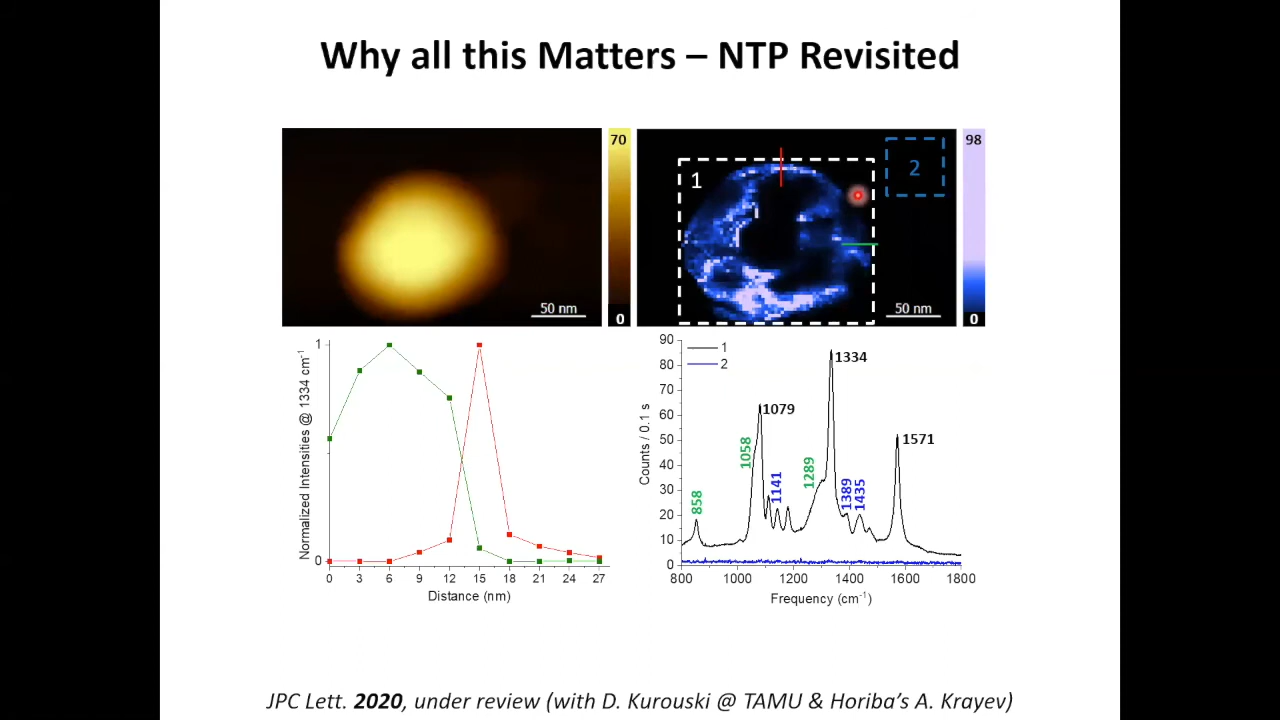 Why all this Matters – NTP Revisited
70
0
50 nm
1
2
98
0
50 nm
Normalized Intensities @ 1334 cm-1
1
0
0 3 6 9 12 15 18 21 24 27
Distance (nm)
Counts / 0.1 s
90
80
70
60
50
40
30
20
10
0
1
2
858
1058
1079
1141
1289
1334
1389
1435
1571
800 1000 1200 1400 1600 1800
Frequency (cm-1)
JPC Lett. 2020, under review (with D. Kurouski @ TAMU & Horiba's A. Krayev)